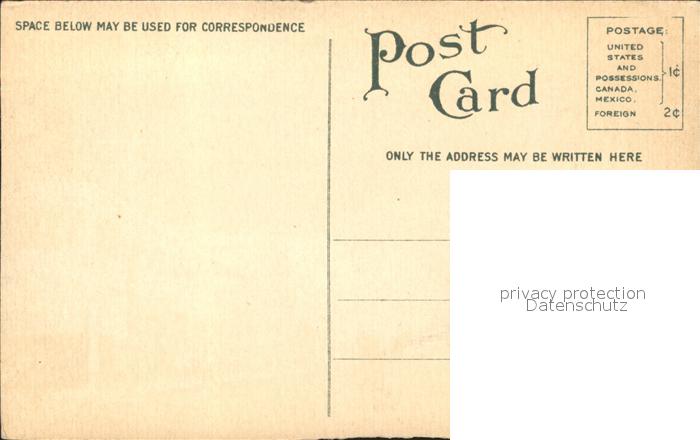 SPACE BELOW MAY BE USED FOR CORRESPONDENCE
Post
Card
POSTAGE:
UNITED
STATES
AND
POSSESSIONS.
CANADA.
MEXICO.
1¢
FOREIGN 2¢
ONLY THE ADDRESS MAY BE WRITTEN HERE
privacy protection
Datenschutz